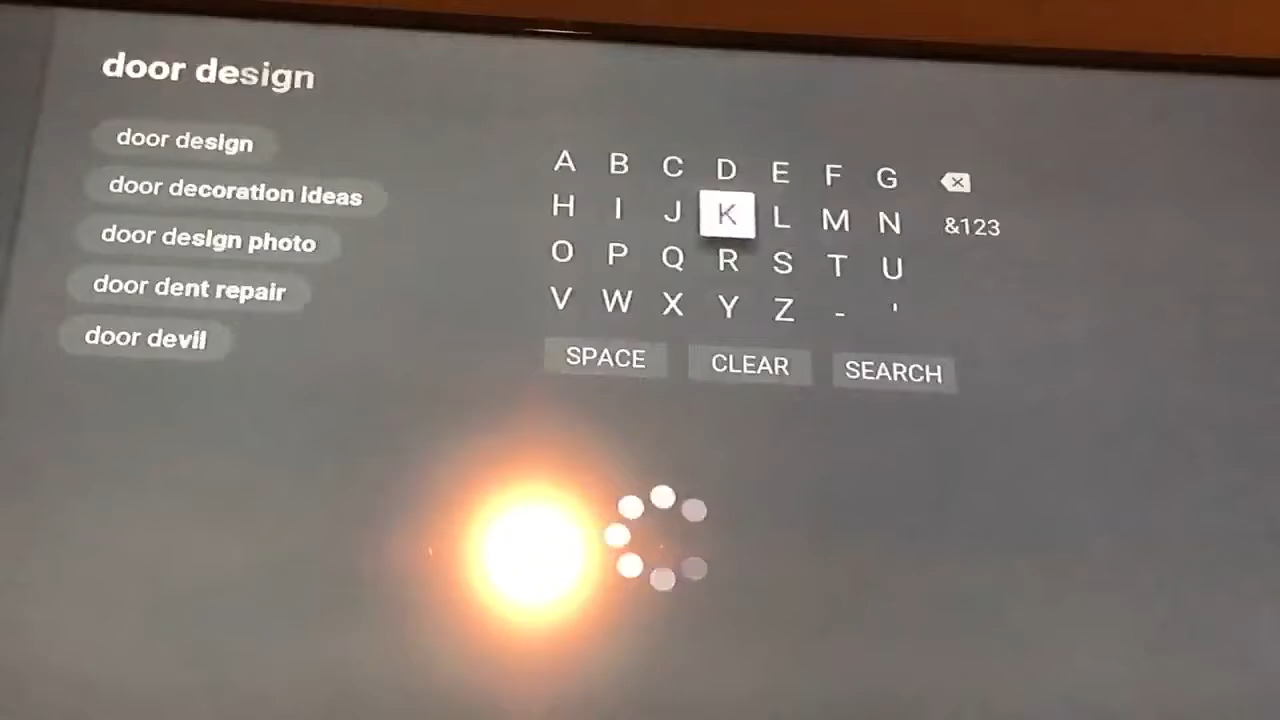 door design
door design
door decoration ideas
door design photo
door dent repair
door devil
A B C D E F G
H I J K L M N &123
O P Q R S T U
V W X Y Z - '
SPACE CLEAR SEARCH